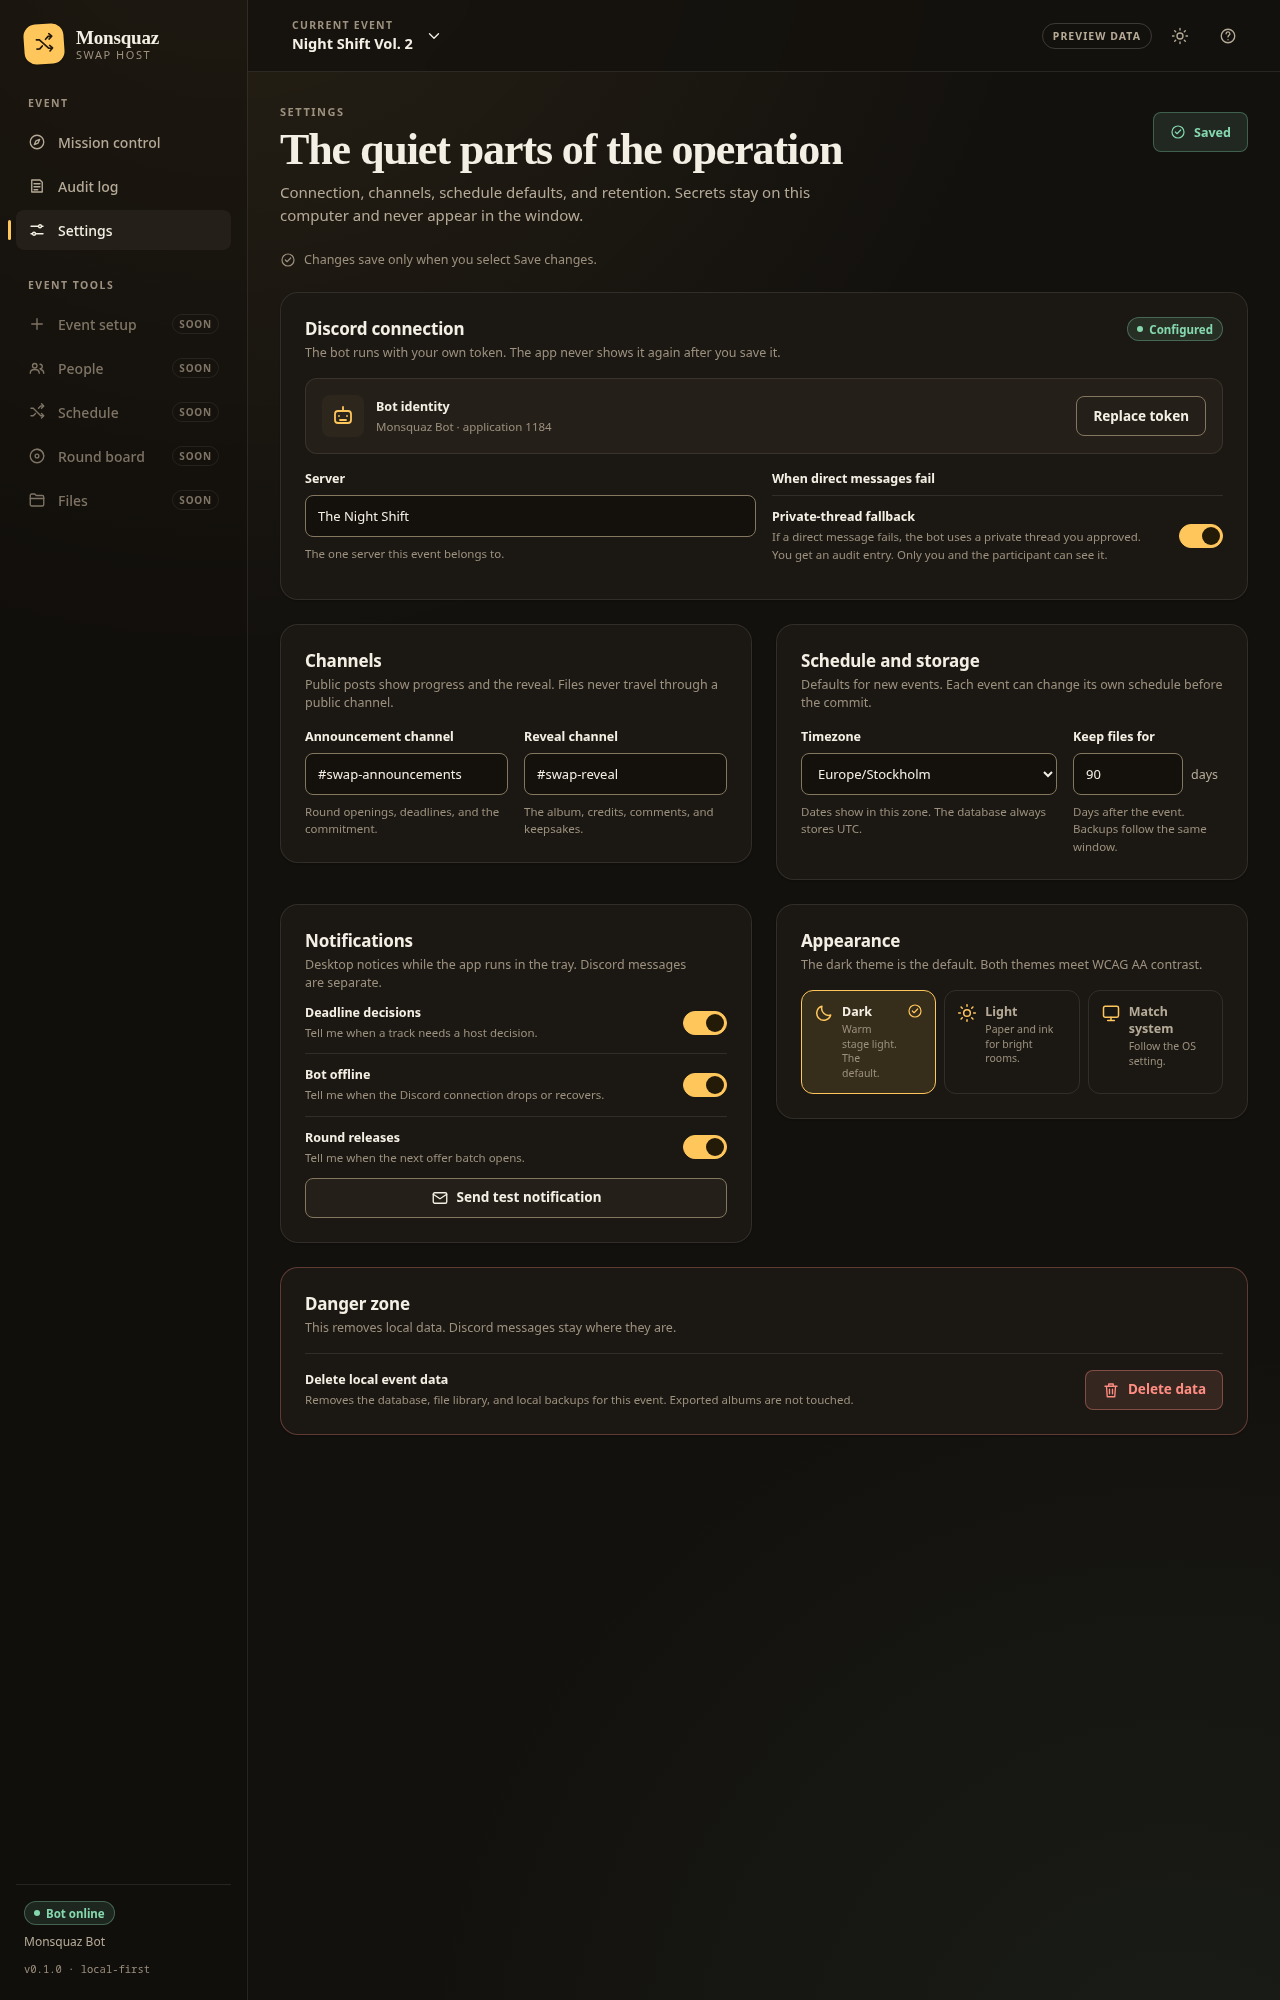 Monsquaz
SWAP HOST
EVENT
Mission control
Audit log
Settings
EVENT TOOLS
Event setup SOON
People SOON
Schedule SOON
Round board SOON
Files SOON
Bot online
Monsquaz Bot
v0.1.0 · local-first
CURRENT EVENT
Night Shift Vol. 2
PREVIEW DATA
SETTINGS
The quiet parts of the operation
Connection, channels, schedule defaults, and retention. Secrets stay on this
computer and never appear in the window.
Saved
Changes save only when you select Save changes.
Discord connection
The bot runs with your own token. The app never shows it again after you save it.
Configured
Bot identity
Monsquaz Bot · application 1184
Replace token
Server
The Night Shift
The one server this event belongs to.
When direct messages fail
Private-thread fallback
If a direct message fails, the bot uses a private thread you approved.
You get an audit entry. Only you and the participant can see it.
Channels
Public posts show progress and the reveal. Files never travel through a
public channel.
Announcement channel
#swap-announcements
Round openings, deadlines, and the
commitment.
Reveal channel
#swap-reveal
The album, credits, comments, and
keepsakes.
Schedule and storage
Defaults for new events. Each event can change its own schedule before
the commit.
Timezone
Europe/Stockholm
Dates show in this zone. The database always
stores UTC.
Keep files for
90 days
Days after the event.
Backups follow the same
window.
Notifications
Desktop notices while the app runs in the tray. Discord messages
are separate.
Deadline decisions
Tell me when a track needs a host decision.
Bot offline
Tell me when the Discord connection drops or recovers.
Round releases
Tell me when the next offer batch opens.
Send test notification
Appearance
The dark theme is the default. Both themes meet WCAG AA contrast.
Dark
Warm
stage light.
The
default.
Light
Paper and ink
for bright
rooms.
Match
system
Follow the OS
setting.
Danger zone
This removes local data. Discord messages stay where they are.
Delete local event data
Removes the database, file library, and local backups for this event. Exported albums are not touched.
Delete data